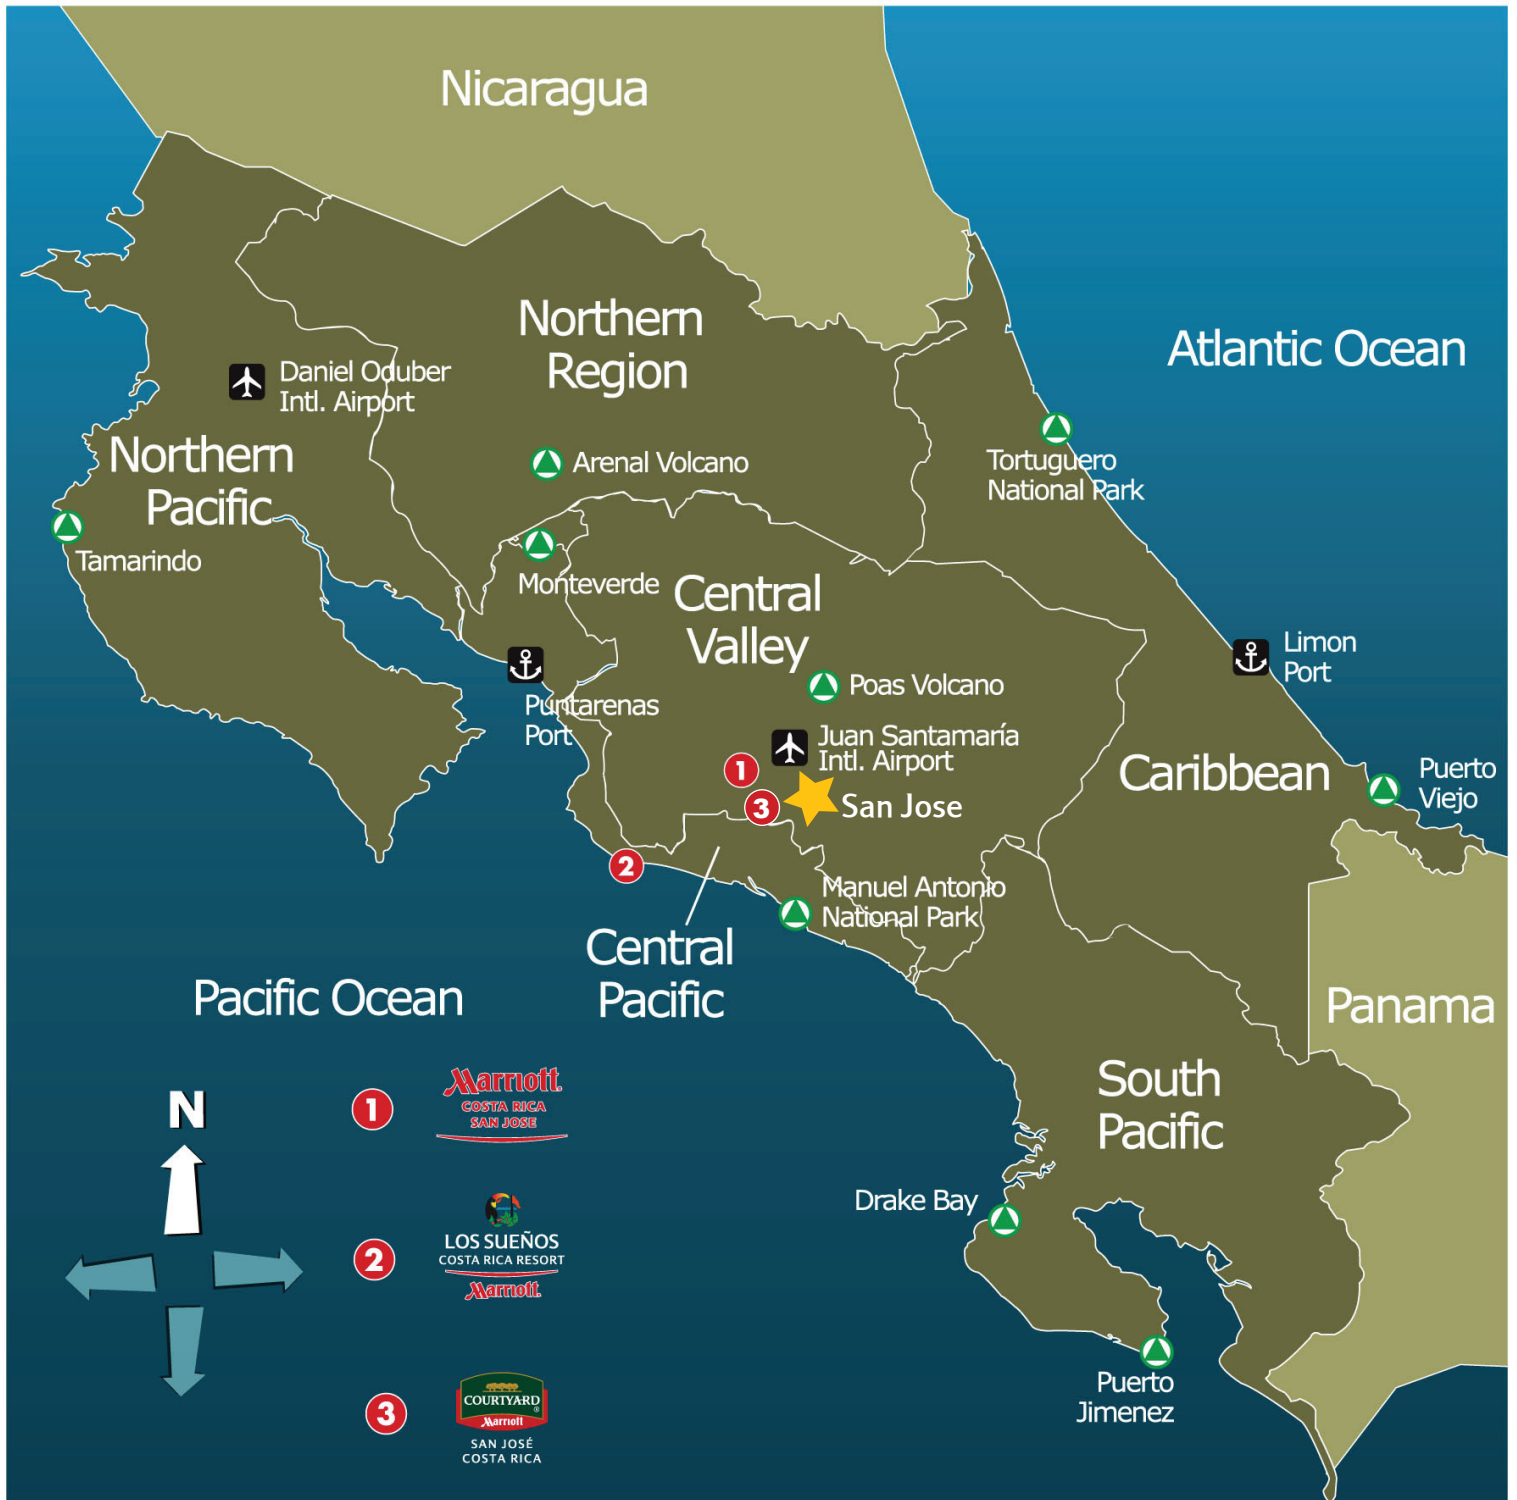 Nicaragua
Northern
Region
Atlantic Ocean
Daniel Oduber
Intl. Airport
Northern
Pacific
Arenal Volcano
Tortuguero
National Park
Tamarindo
Monteverde
Central
Valley
Limon
Port
Poas Volcano
Puntarenas
Port
Juan Santamaría
Intl. Airport
1
3
San Jose
Caribbean
Puerto
Viejo
2
Manuel Antonio
National Park
Central
Pacific
Pacific Ocean
Panama
South
Pacific
N
1
Marriott.
COSTA RICA
SAN JOSE
Drake Bay
2
LOS SUEÑOS
COSTA RICA RESORT
Marriott.
Puerto
Jimenez
3
COURTYARD®
Marriott
SAN JOSÉ
COSTA RICA